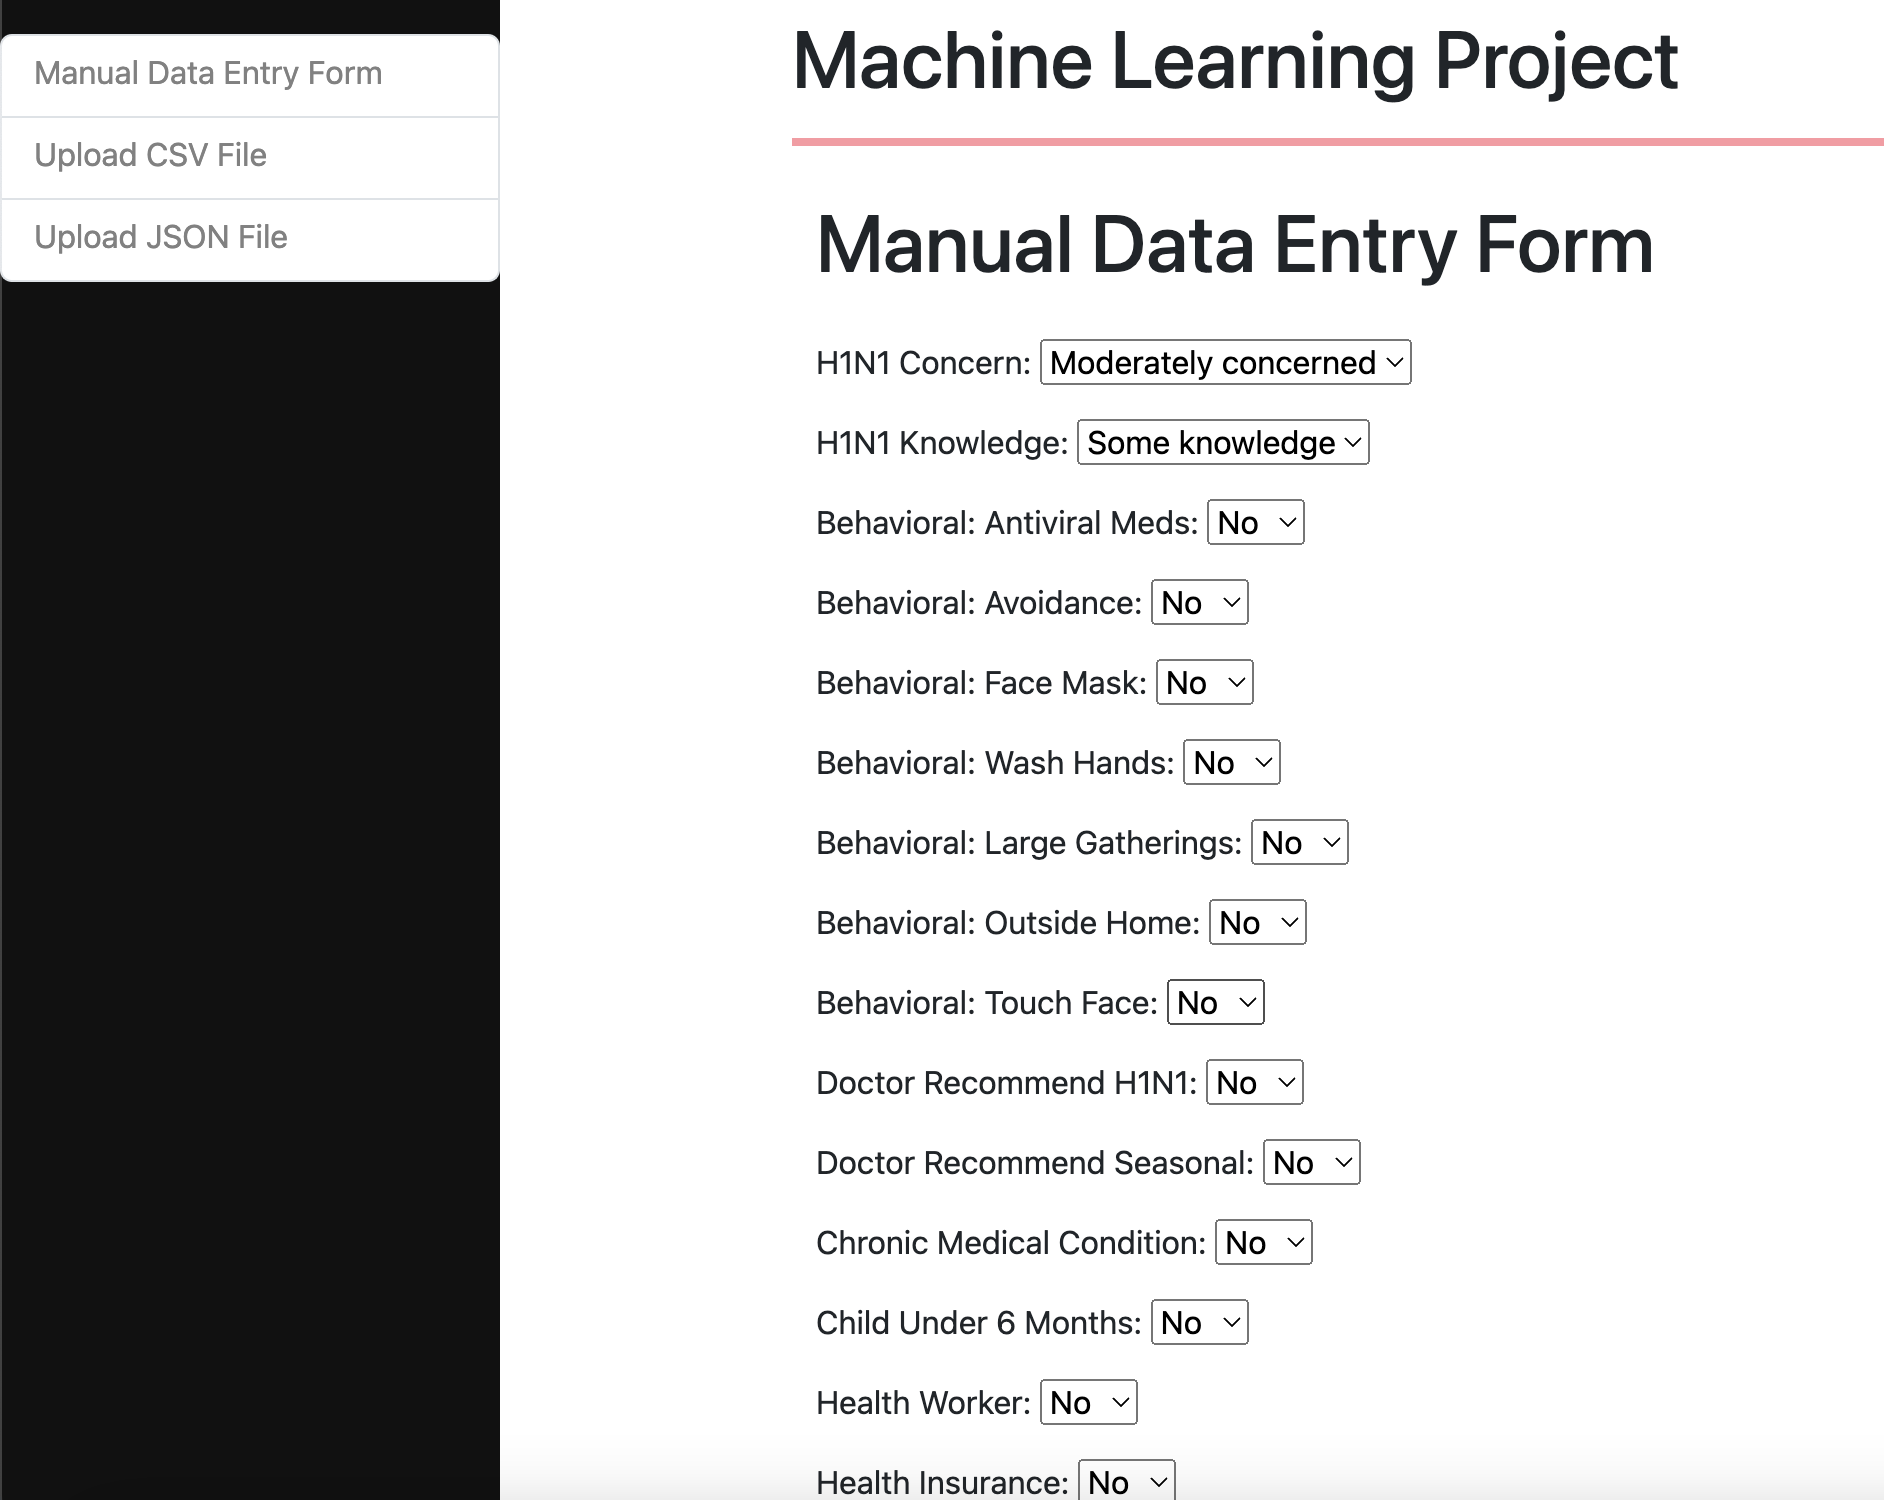 Manual Data Entry Form
Upload CSV File
Upload JSON File
Machine Learning Project
Manual Data Entry Form
H1N1 Concern: Moderately concerned
H1N1 Knowledge: Some knowledge
Behavioral: Antiviral Meds: No
Behavioral: Avoidance: No
Behavioral: Face Mask: No
Behavioral: Wash Hands: No
Behavioral: Large Gatherings: No
Behavioral: Outside Home: No
Behavioral: Touch Face: No
Doctor Recommend H1N1: No
Doctor Recommend Seasonal: No
Chronic Medical Condition: No
Child Under 6 Months: No
Health Worker: No
Health Insurance: No